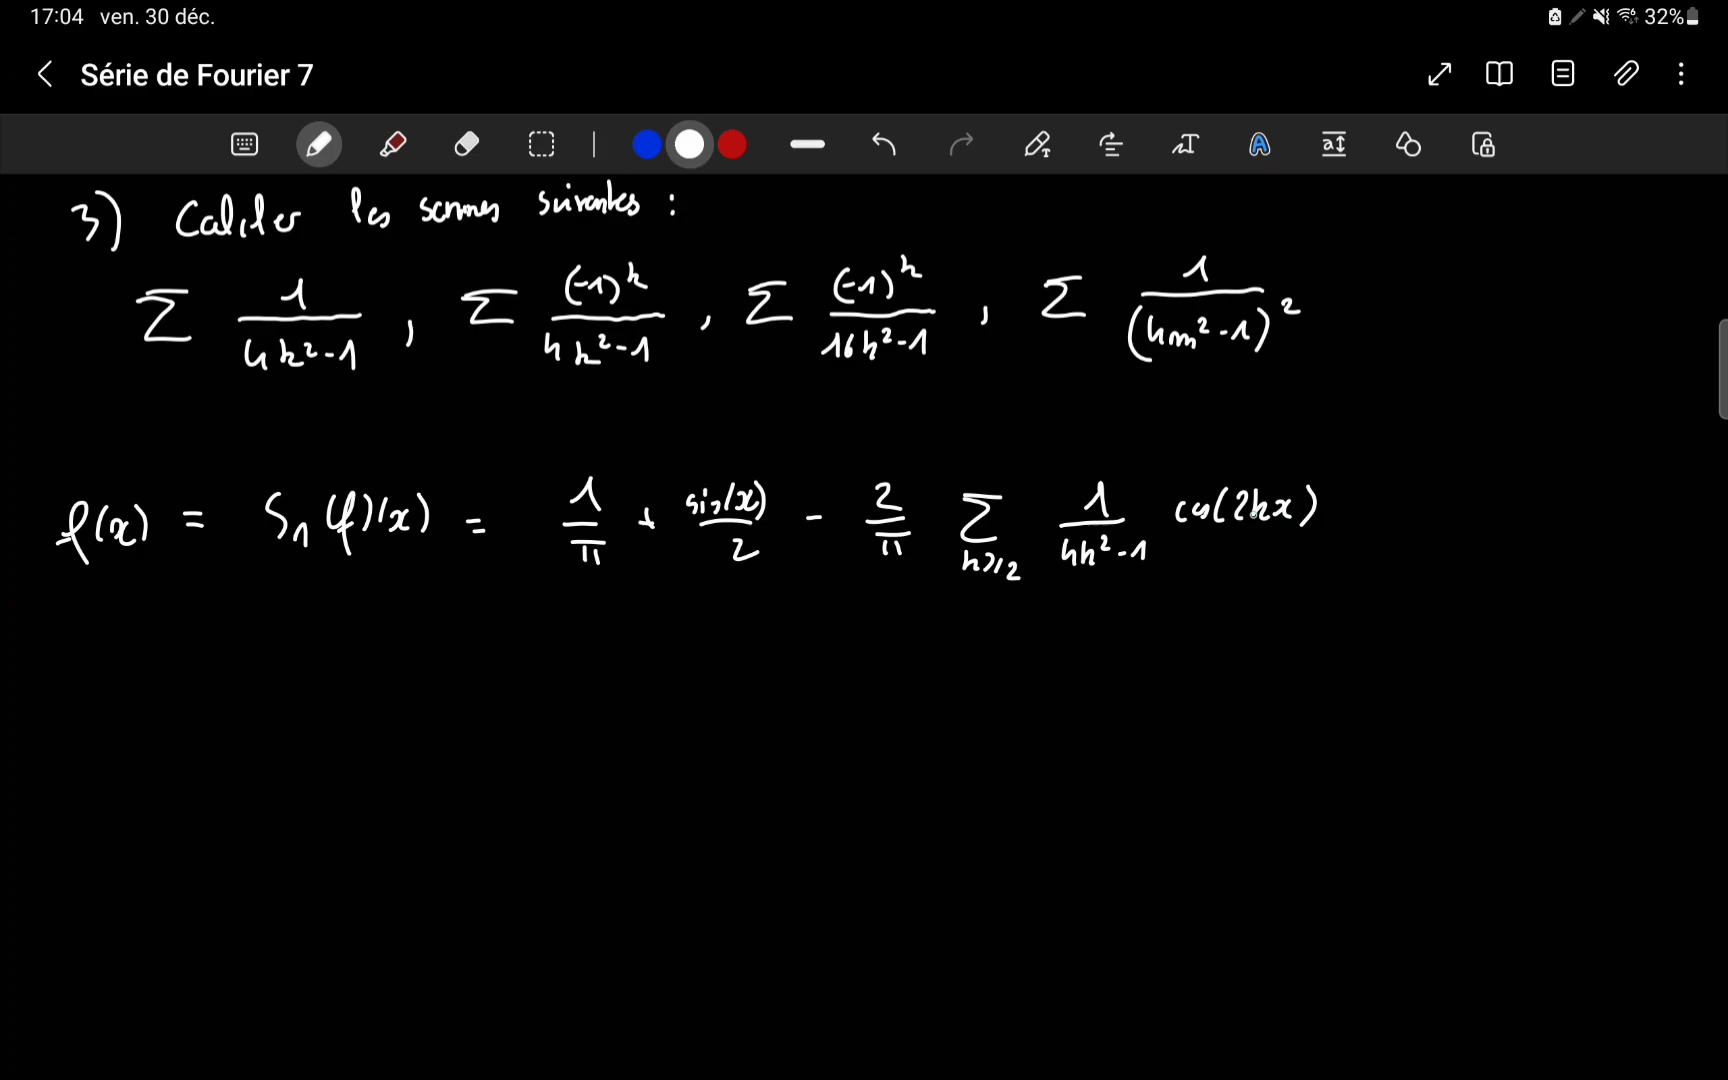 17:04 ven. 30 déc. 32%
Série de Fourier 7
3) Calculer les sommes suivantes :
∑ 1/(4k²-1) , ∑ (-1)^k/(4k²-1) , ∑ (-1)^k/(16k²-1) , ∑ 1/(4m²-1)²
f(x) = S₁(f)(x) = 1/π + sin(x)/2 - 2/π ∑_{k⩾2} 1/(4k²-1) cos(2kx)